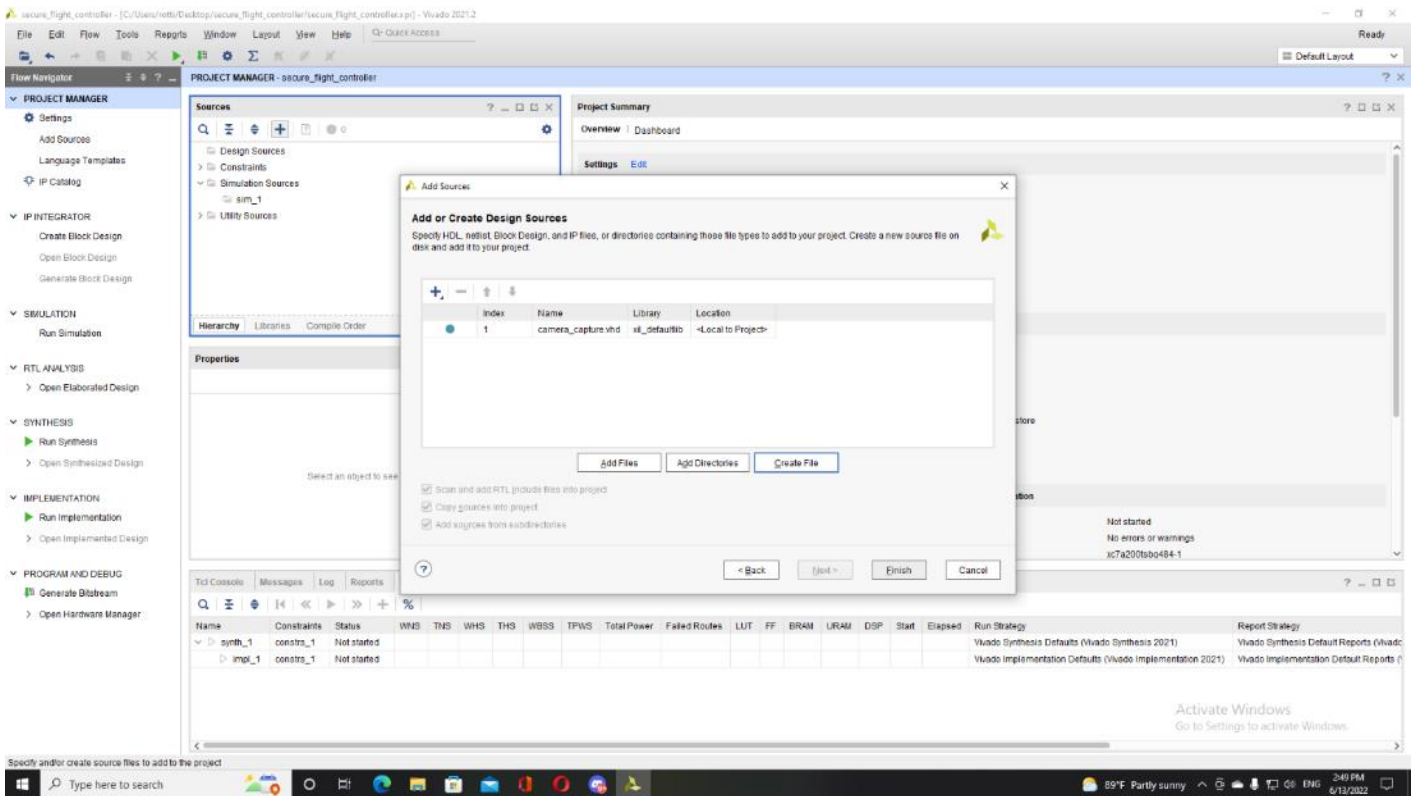 secure_flight_controller - [C:/Users/rotti/Desktop/secure_flight_controller/secure_flight_controller.xpr] - Vivado 2021.2
File Edit Flow Tools Reports Window Layout View Help Quick Access
Ready
Default Layout
Flow Navigator
PROJECT MANAGER - secure_flight_controller
PROJECT MANAGER
Settings
Add Sources
Language Templates
IP Catalog
IP INTEGRATOR
Create Block Design
Open Block Design
Generate Block Design
SIMULATION
Run Simulation
RTL ANALYSIS
Open Elaborated Design
SYNTHESIS
Run Synthesis
Open Synthesized Design
IMPLEMENTATION
Run Implementation
Open Implemented Design
PROGRAM AND DEBUG
Generate Bitstream
Open Hardware Manager
Sources
0
Design Sources
Constraints
Simulation Sources
sim_1
Utility Sources
Hierarchy Libraries Compile Order
Properties
Select an object to see
Project Summary
Overview Dashboard
Settings Edit
store
Not started
No errors or warnings
xc7a200tsbg484-1
Add Sources
Add or Create Design Sources
Specify HDL, netlist, Block Design, and IP files, or directories containing those file types to add to your project. Create a new source file on
disk and add it to your project.
Index Name Library Location
1 camera_capture.vhd xil_defaultlib <Local to Project>
Add Files Add Directories Create File
Scan and add RTL include files into project
Copy sources into project
Add sources from subdirectories
< Back Next > Finish Cancel
Tcl Console Messages Log Reports
Name Constraints Status WNS TNS WHS THS WBSS TPWS Total Power Failed Routes LUT FF BRAM URAM DSP Start Elapsed Run Strategy Report Strategy
synth_1 constrs_1 Not started Vivado Synthesis Defaults (Vivado Synthesis 2021) Vivado Synthesis Default Reports (Vivado
impl_1 constrs_1 Not started Vivado Implementation Defaults (Vivado Implementation 2021) Vivado Implementation Default Reports (
Activate Windows
Go to Settings to activate Windows.
Specify and/or create source files to add to the project
Type here to search
89°F Partly sunny ENG 2:49 PM
6/13/2022